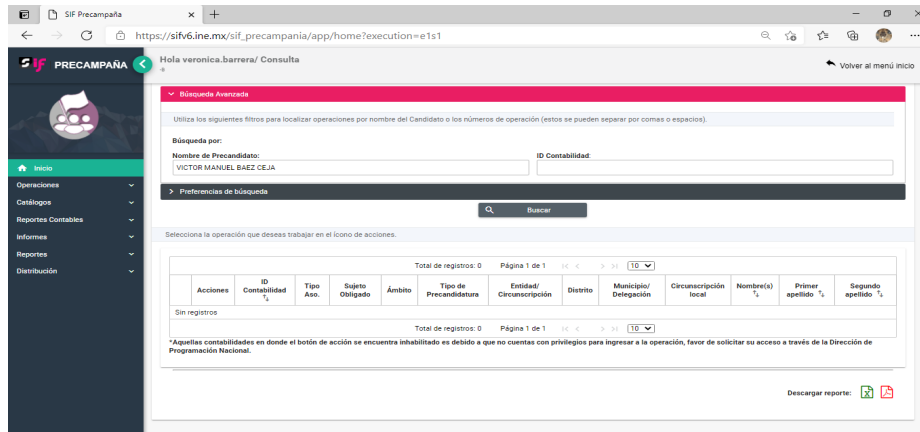 SIF Precampaña
https://sifv6.ine.mx/sif_precampania/app/home?execution=e1s1
SIF PRECAMPAÑA
Hola veronica.barrera/ Consulta
Volver al menú inicio
Búsqueda Avanzada
Utiliza los siguientes filtros para localizar operaciones por nombre del Candidato o los números de operación (estos se pueden separar por comas o espacios).
Búsqueda por:
Nombre de Precandidato: ID Contabilidad:
VICTOR MANUEL BAEZ CEJA
Preferencias de búsqueda
Buscar
Inicio
Operaciones
Catálogos
Reportes Contables
Informes
Reportes
Distribución
Selecciona la operación que deseas trabajar en el ícono de acciones.
Total de registros: 0 Página 1 de 1 |< < > >| 10
Acciones ID Contabilidad Tipo Aso. Sujeto Obligado Ámbito Tipo de Precandidatura Entidad/ Circunscripción Distrito Municipio/ Delegación Circunscripción local Nombre(s) Primer apellido Segundo apellido
Sin registros
Total de registros: 0 Página 1 de 1 |< < > >| 10
*Aquellas contabilidades en donde el botón de acción se encuentra inhabilitado es debido a que no cuentas con privilegios para ingresar a la operación, favor de solicitar su acceso a través de la Dirección de
Programación Nacional.
Descargar reporte: